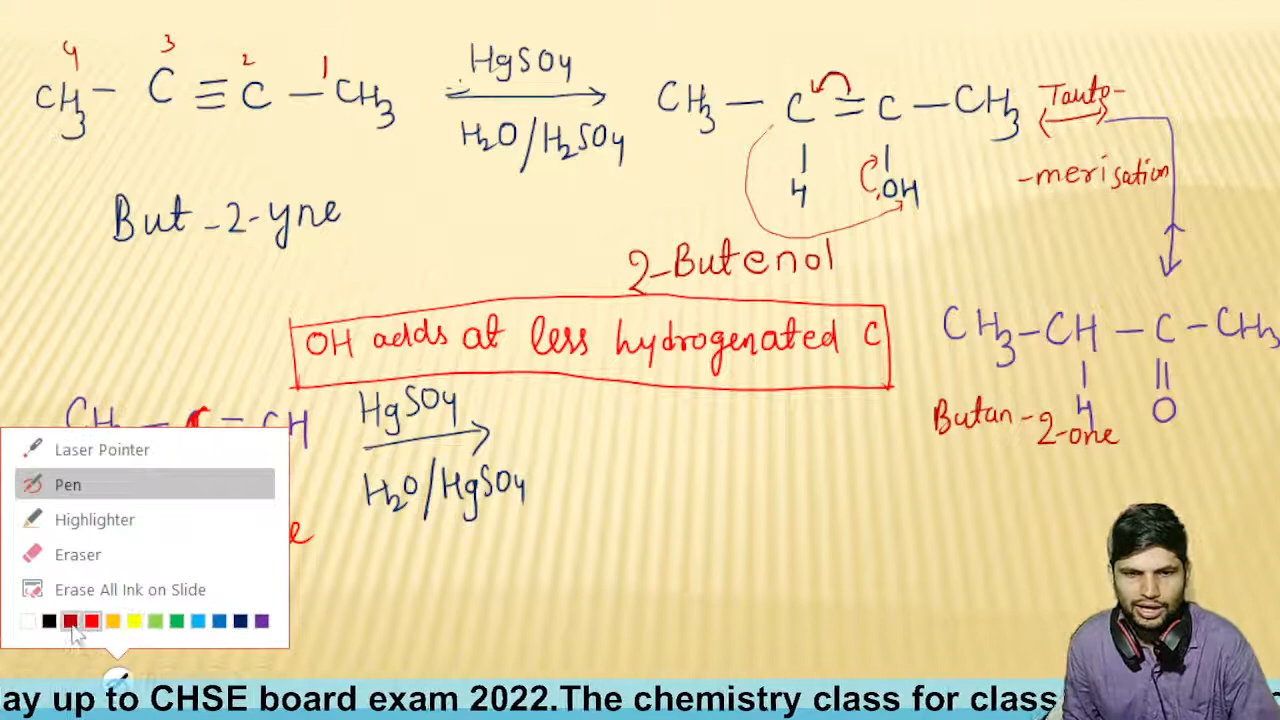 4 3 2 1
CH3 - C ≡ C - CH3
HgSO4
H2O/H2SO4
CH3 - C = C - CH3
H OH
Tauto-
-merisation
But-2-yne
2-Butenol
OH adds at less hydrogenated C
CH3 - CH - C - CH3
H O
Butan-2-one
CH - C - CH
HgSO4
H2O/HgSO4
Laser Pointer
Pen
Highlighter
Eraser
Erase All Ink on Slide
ay up to CHSE board exam 2022.The chemistry class for class